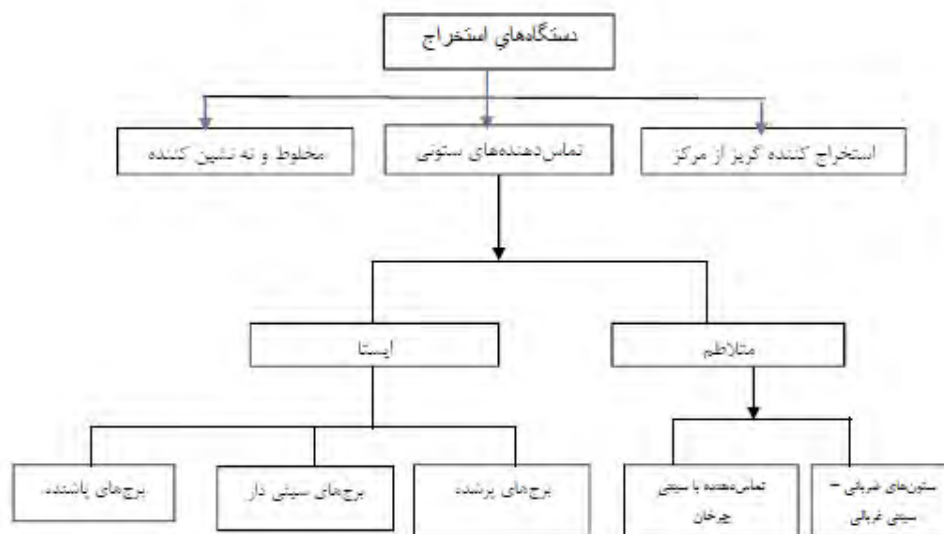 دستگاه‌های استخراج
استخراج کننده گریز از مرکز
تماس‌دهنده‌های ستونی
مخلوط و ته نشین کننده
متلاطم
ایستا
ستون‌های ضربانی –
سینی غربالی
تماس‌دهنده با سینی
چرخان
برج‌های پرشده
برج‌های سینی دار
برج‌های پاشنده